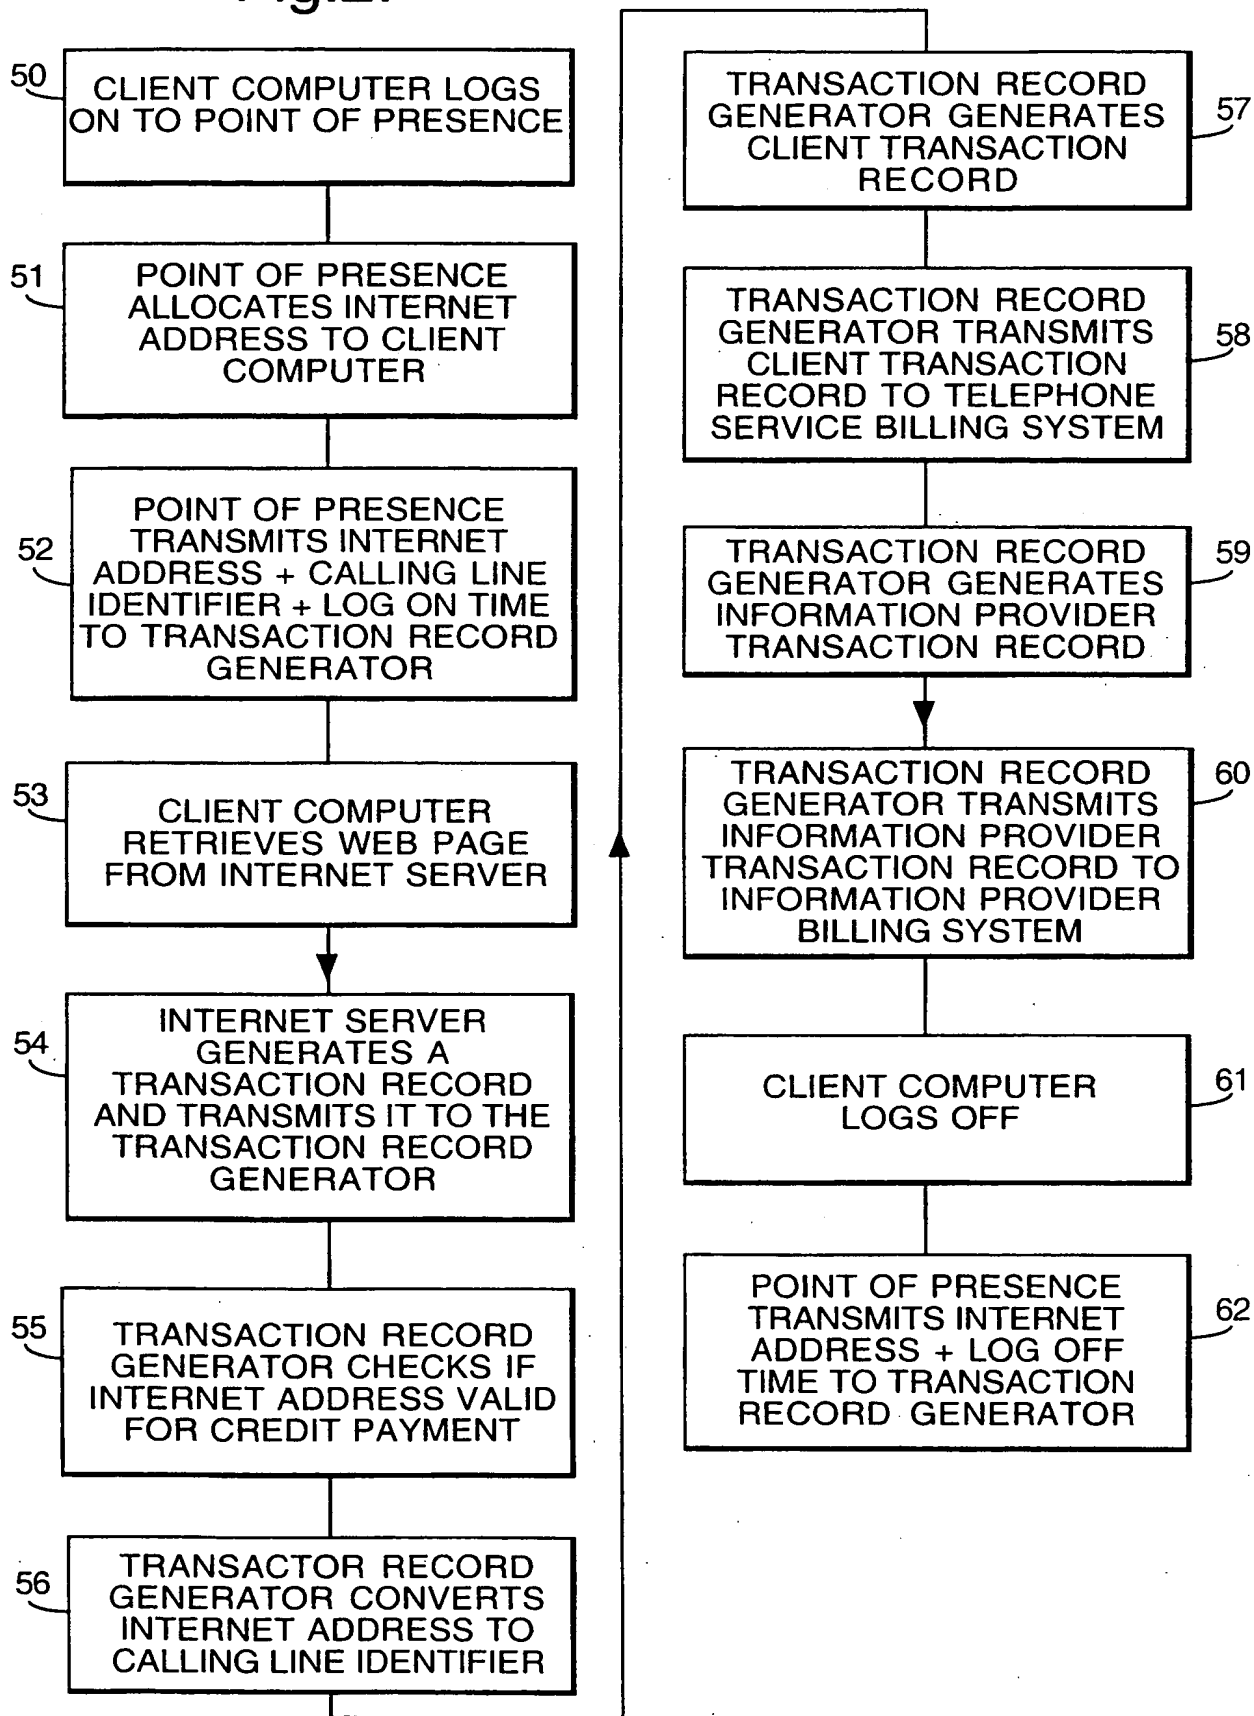 Fig.2.
50
CLIENT COMPUTER LOGS
ON TO POINT OF PRESENCE
51
POINT OF PRESENCE
ALLOCATES INTERNET
ADDRESS TO CLIENT
COMPUTER
52
POINT OF PRESENCE
TRANSMITS INTERNET
ADDRESS + CALLING LINE
IDENTIFIER + LOG ON TIME
TO TRANSACTION RECORD
GENERATOR
53
CLIENT COMPUTER
RETRIEVES WEB PAGE
FROM INTERNET SERVER
54
INTERNET SERVER
GENERATES A
TRANSACTION RECORD
AND TRANSMITS IT TO THE
TRANSACTION RECORD
GENERATOR
55
TRANSACTION RECORD
GENERATOR CHECKS IF
INTERNET ADDRESS VALID
FOR CREDIT PAYMENT
56
TRANSACTOR RECORD
GENERATOR CONVERTS
INTERNET ADDRESS TO
CALLING LINE IDENTIFIER
57
TRANSACTION RECORD
GENERATOR GENERATES
CLIENT TRANSACTION
RECORD
58
TRANSACTION RECORD
GENERATOR TRANSMITS
CLIENT TRANSACTION
RECORD TO TELEPHONE
SERVICE BILLING SYSTEM
59
TRANSACTION RECORD
GENERATOR GENERATES
INFORMATION PROVIDER
TRANSACTION RECORD
60
TRANSACTION RECORD
GENERATOR TRANSMITS
INFORMATION PROVIDER
TRANSACTION RECORD TO
INFORMATION PROVIDER
BILLING SYSTEM
61
CLIENT COMPUTER
LOGS OFF
62
POINT OF PRESENCE
TRANSMITS INTERNET
ADDRESS + LOG OFF
TIME TO TRANSACTION
RECORD GENERATOR